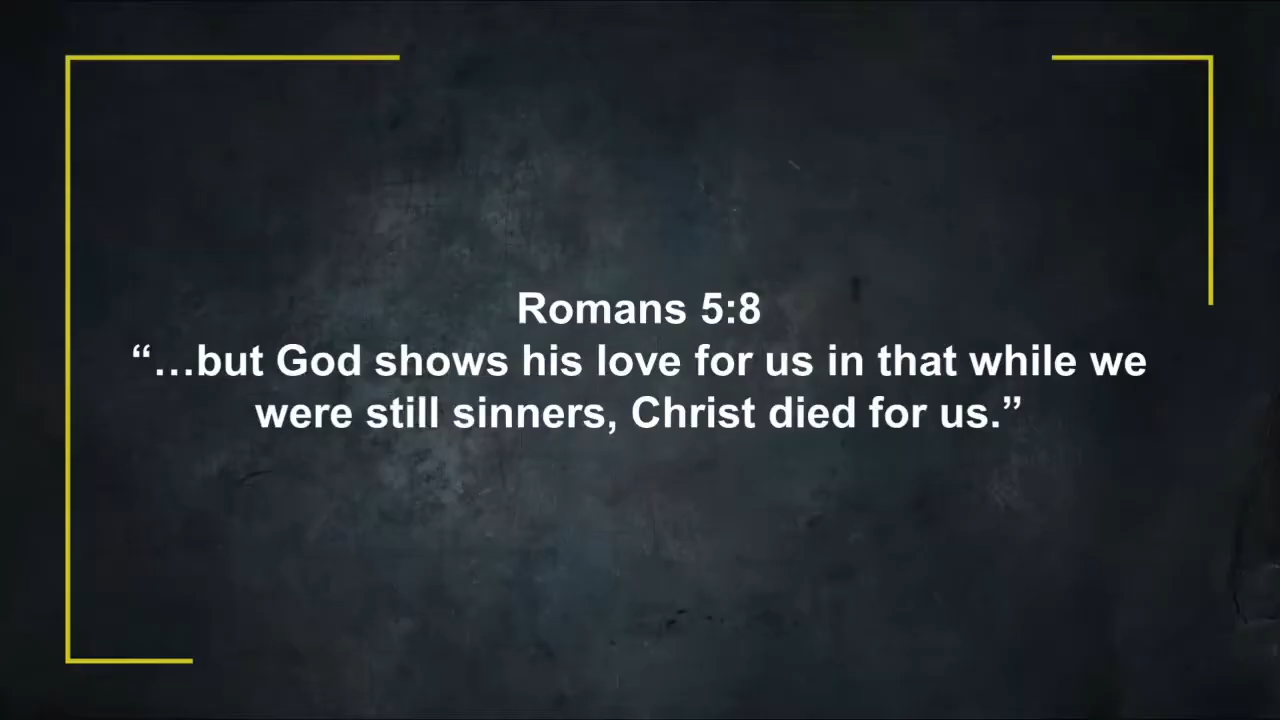 Romans 5:8
“…but God shows his love for us in that while we
were still sinners, Christ died for us.”